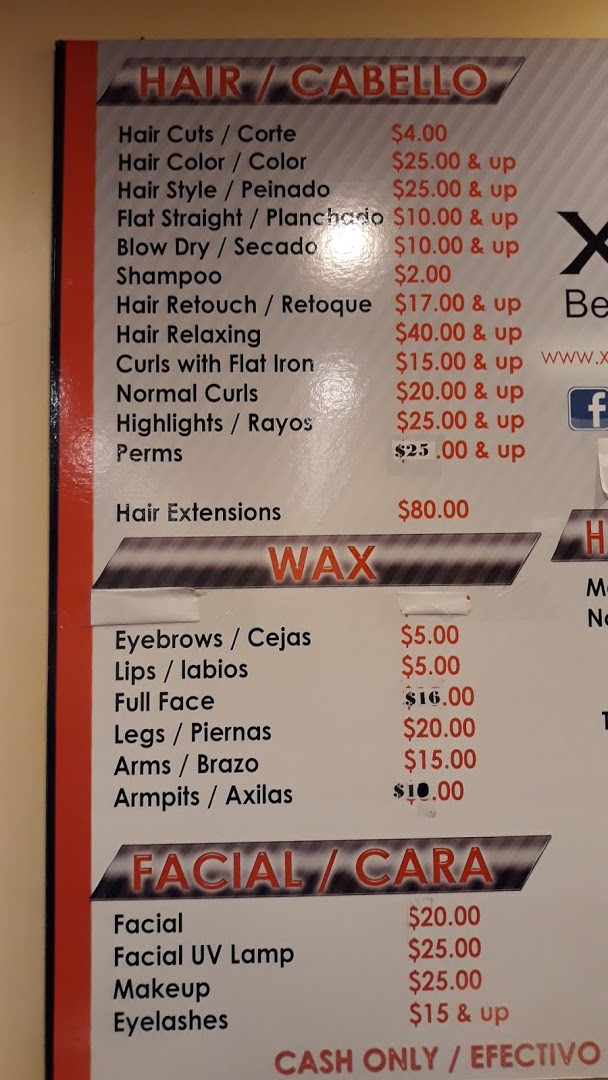 HAIR / CABELLO
Hair Cuts / Corte $4.00
Hair Color / Color $25.00 & up
Hair Style / Peinado $25.00 & up
Flat Straight / Planchado $10.00 & up
Blow Dry / Secado $10.00 & up
Shampoo $2.00
Hair Retouch / Retoque $17.00 & up
Hair Relaxing $40.00 & up
Curls with Flat Iron $15.00 & up
Normal Curls $20.00 & up
Highlights / Rayos $25.00 & up
Perms $25.00 & up
Hair Extensions $80.00
WAX
Eyebrows / Cejas $5.00
Lips / labios $5.00
Full Face $16.00
Legs / Piernas $20.00
Arms / Brazo $15.00
Armpits / Axilas
FACIAL / CARA
Facial $20.00
Facial UV Lamp $25.00
Makeup $25.00
Eyelashes $15 & up
CASH ONLY / EFECTIVO
X
Be
www.x
f
H